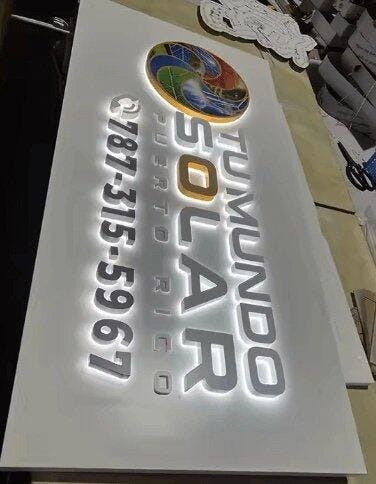 TU MUNDO
SOLAR
PUERTO RICO
787-315-5967